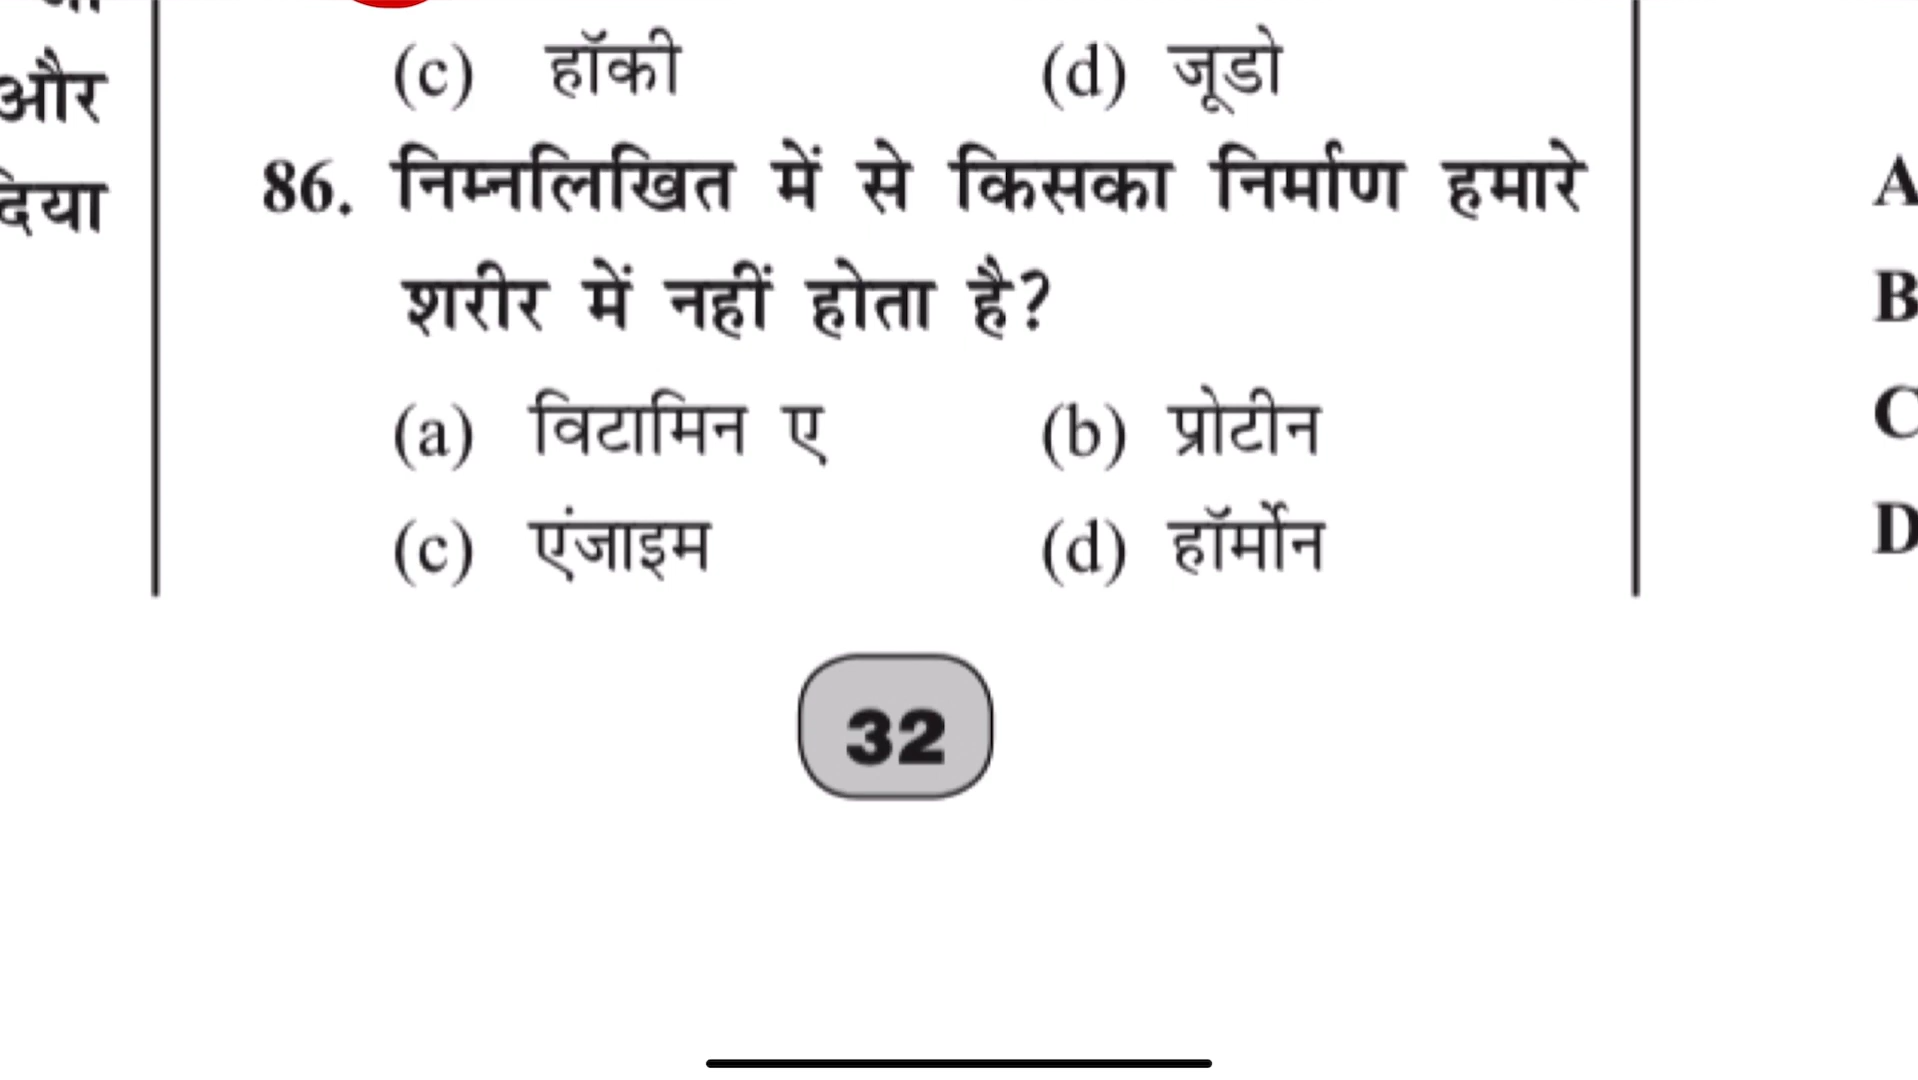 और
दिया
(c) हॉकी (d) जूडो
86. निम्नलिखित में से किसका निर्माण हमारे
शरीर में नहीं होता है?
(a) विटामिन ए (b) प्रोटीन
(c) एंजाइम (d) हॉर्मोन
32
A
B
C
D